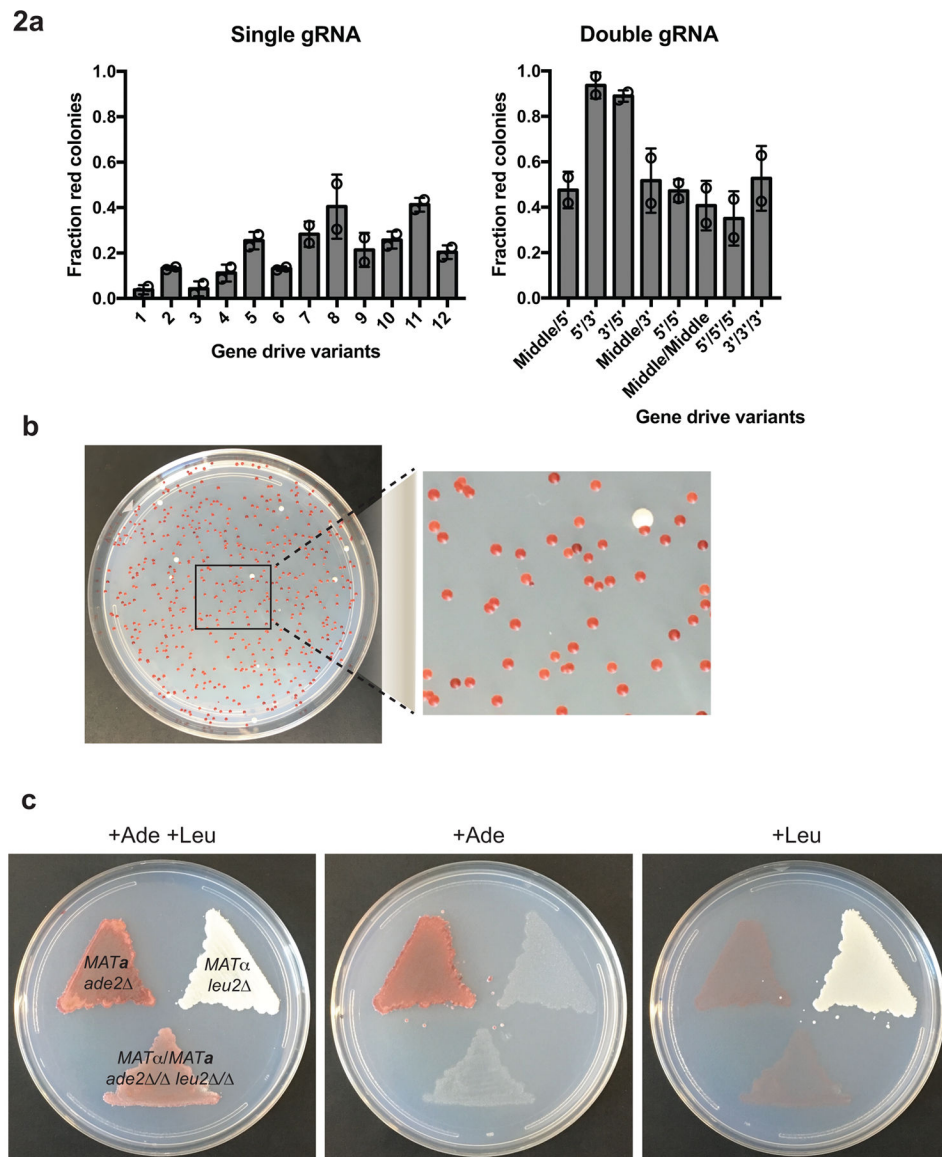 2a
Single gRNA
Double gRNA
Fraction red colonies
1.0
0.8
0.6
0.4
0.2
0.0
1 2 3 4 5 6 7 8 9 10 11 12
Gene drive variants
Fraction red colonies
1.0
0.8
0.6
0.4
0.2
0.0
Middle/5'
5'/3'
3'/5'
Middle/3'
5'/5'
Middle/Middle
5'/5'/5'
3'/3'/3'
Gene drive variants
b
c
+Ade +Leu
+Ade
+Leu
MATa
ade2Δ
MATα
leu2Δ
MATα/MATa
ade2Δ/Δ leu2Δ/Δ